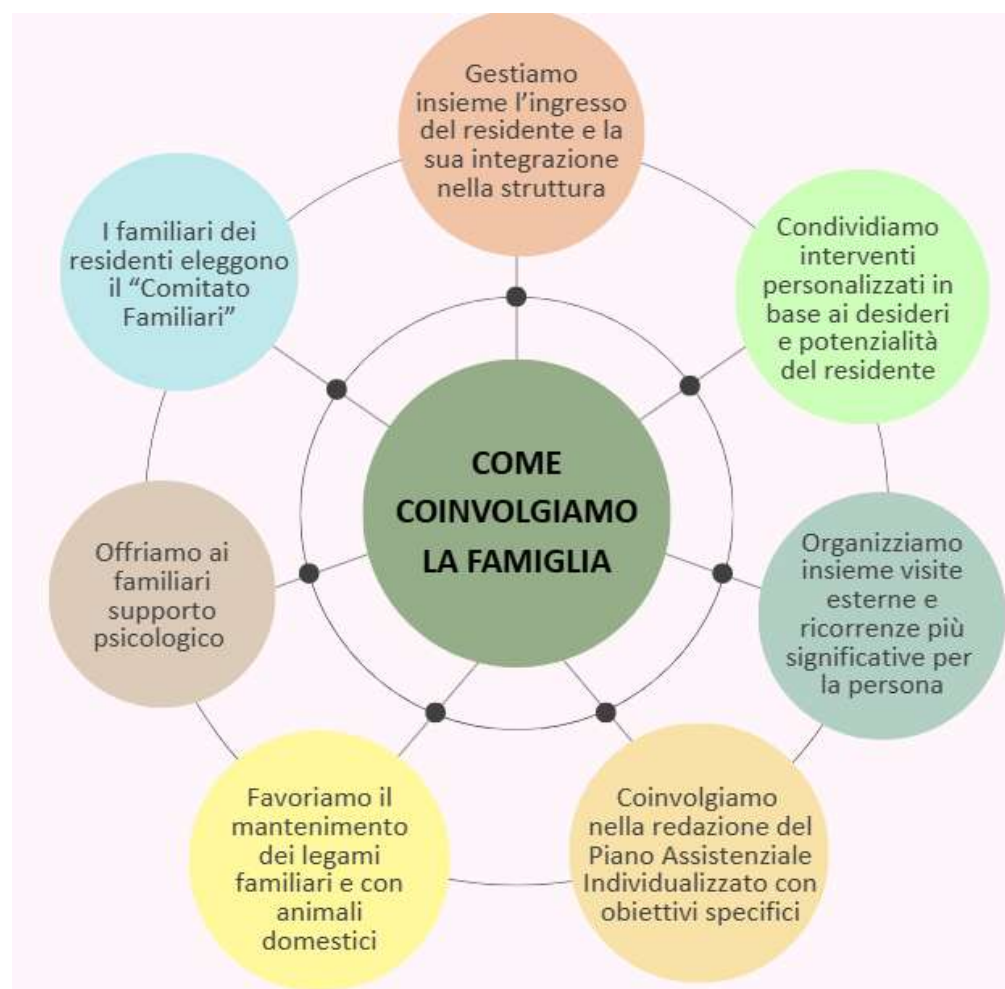 Gestiamo
insieme l’ingresso
del residente e la
sua integrazione
nella struttura
Condividiamo
interventi
personalizzati in
base ai desideri
e potenzialità
del residente
Organizziamo
insieme visite
esterne e
ricorrenze più
significative per
la persona
Coinvolgiamo
nella redazione del
Piano Assistenziale
Individualizzato con
obiettivi specifici
Favoriamo il
mantenimento
dei legami
familiari e con
animali
domestici
Offriamo ai
familiari
supporto
psicologico
I familiari dei
residenti eleggono
il “Comitato
Familiari”
COME
COINVOLGIAMO
LA FAMIGLIA